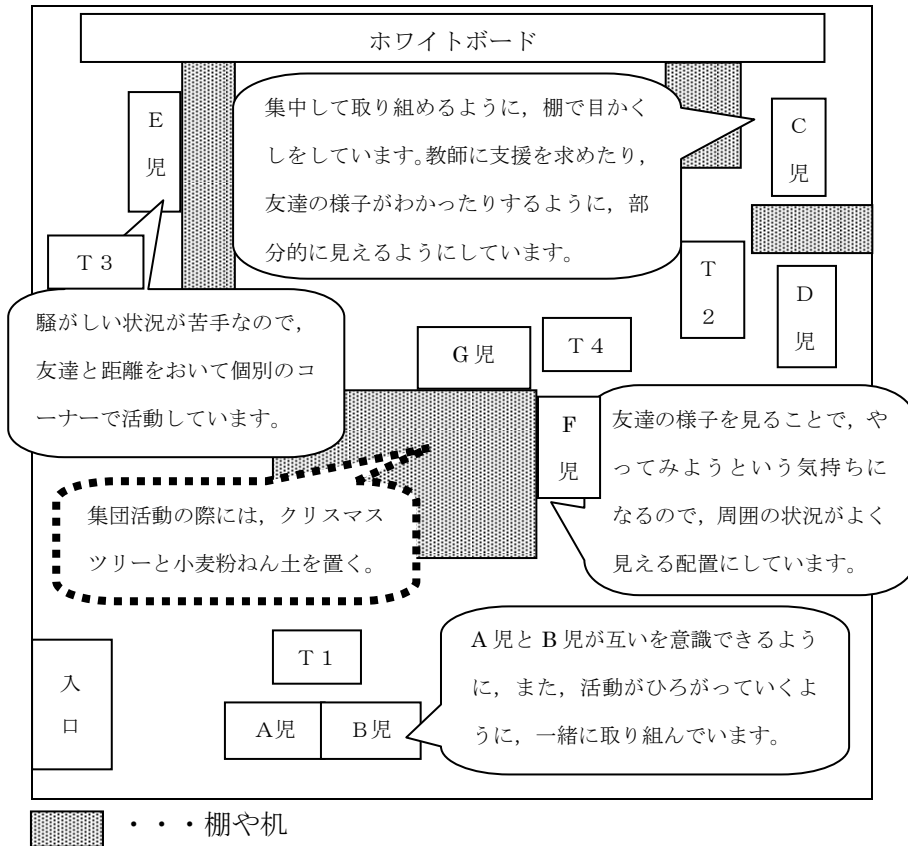 ホワイトボード
E
児
集中して取り組めるように，棚で目かく
しをしています。教師に支援を求めたり，
友達の様子がわかったりするように，部
分的に見えるようにしています。
C
児
T 3
T
2
D
児
騒がしい状況が苦手なので，
友達と距離をおいて個別のコ
ーナーで活動しています。
G 児
T 4
F
児
友達の様子を見ることで，や
ってみようという気持ちに
なるので，周囲の状況がよく
見える配置にしています。
集団活動の際には，クリスマス
ツリーと小麦粉ねん土を置く。
T 1
A児
B児
A 児と B 児が互いを意識できるよう
に，また，活動がひろがっていくよ
うに，一緒に取り組んでいます。
入
口
・・・棚や机